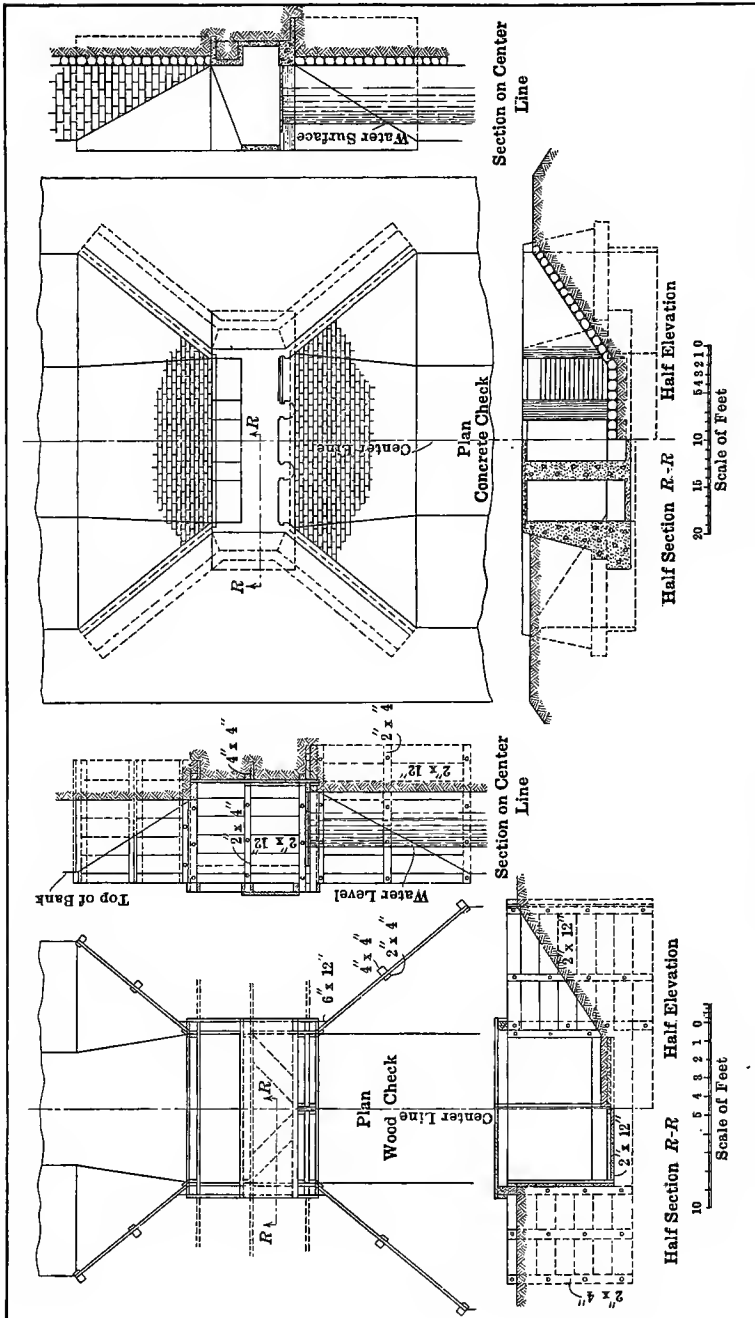 Section on Center
Line
Water Surface
R
R
Center Line
Plan
Concrete Check
Half Elevation
Half Section R-R
20 15 10 5 4 3 2 1 0
Scale of Feet
Top of Bank
Water Level
4" x 4"
2" x 4"
2" x 12"
2" x 12"
2" x 4"
Section on Center
Line
4" x 4"
2" x 4"
6" x 12"
R
R
Plan
Wood Check
Center Line
2" x 12"
Half Elevation
2" x 12"
Half Section R-R
2" x 4"
10 5 4 3 2 1 0
Scale of Feet